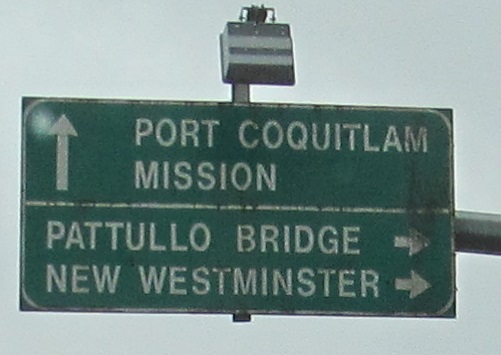 PORT COQUITLAM
MISSION
PATTULLO BRIDGE
NEW WESTMINSTER